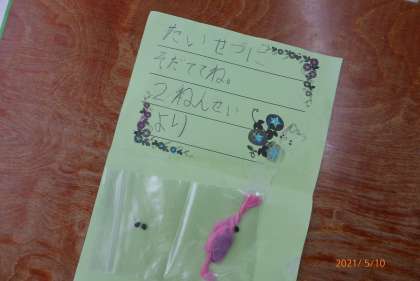 たいせつに
そだててね。
2ねんせい
より
2021/5/10